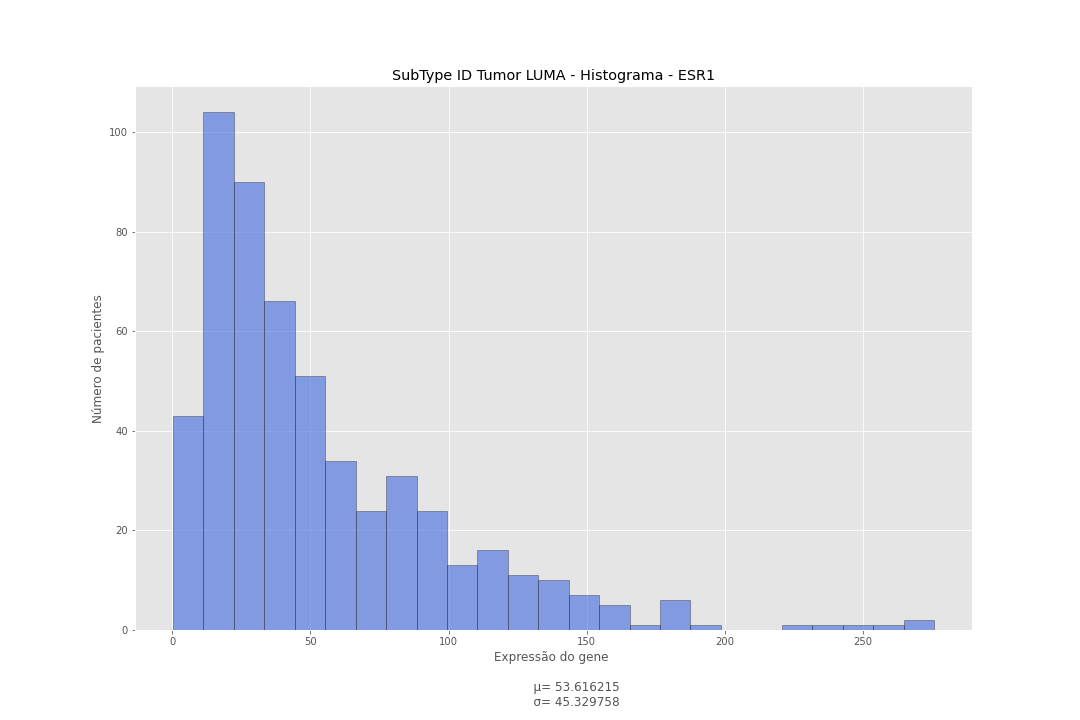 SubType ID Tumor LUMA - Histograma - ESR1
100
80
60
40
20
0
Número de pacientes
0 50 100 150 200 250
Expressão do gene
μ= 53.616215
σ= 45.329758